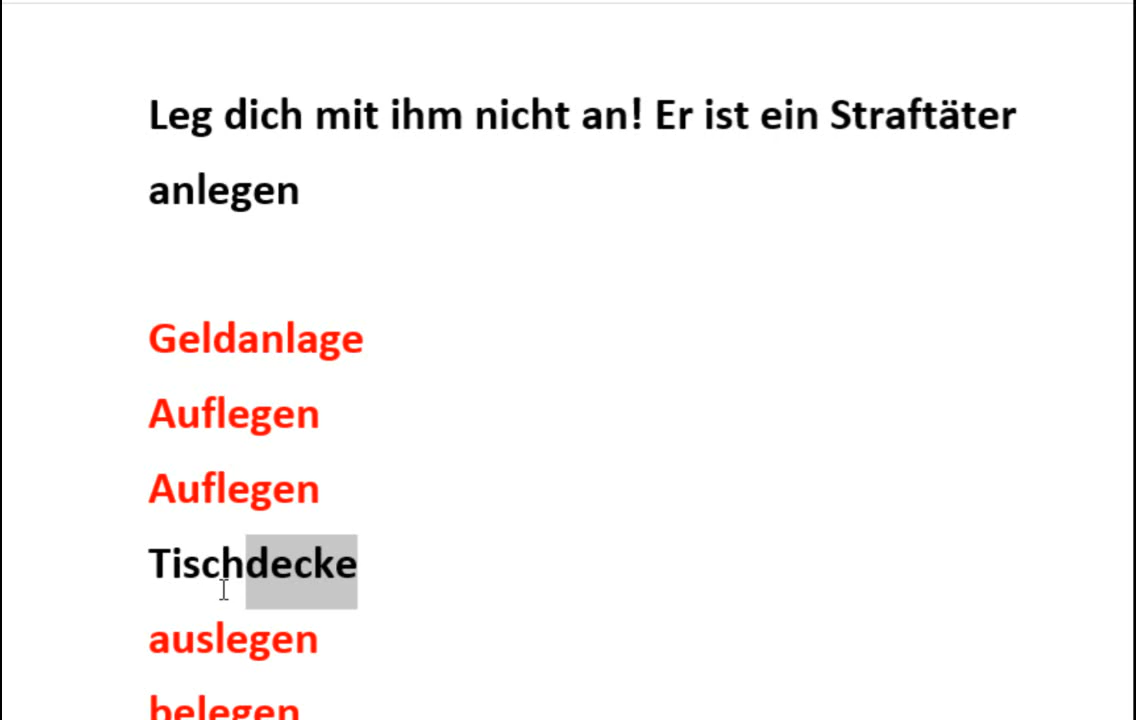 Leg dich mit ihm nicht an! Er ist ein Straftäter
anlegen
Geldanlage
Auflegen
Auflegen
Tischdecke
auslegen
belegen